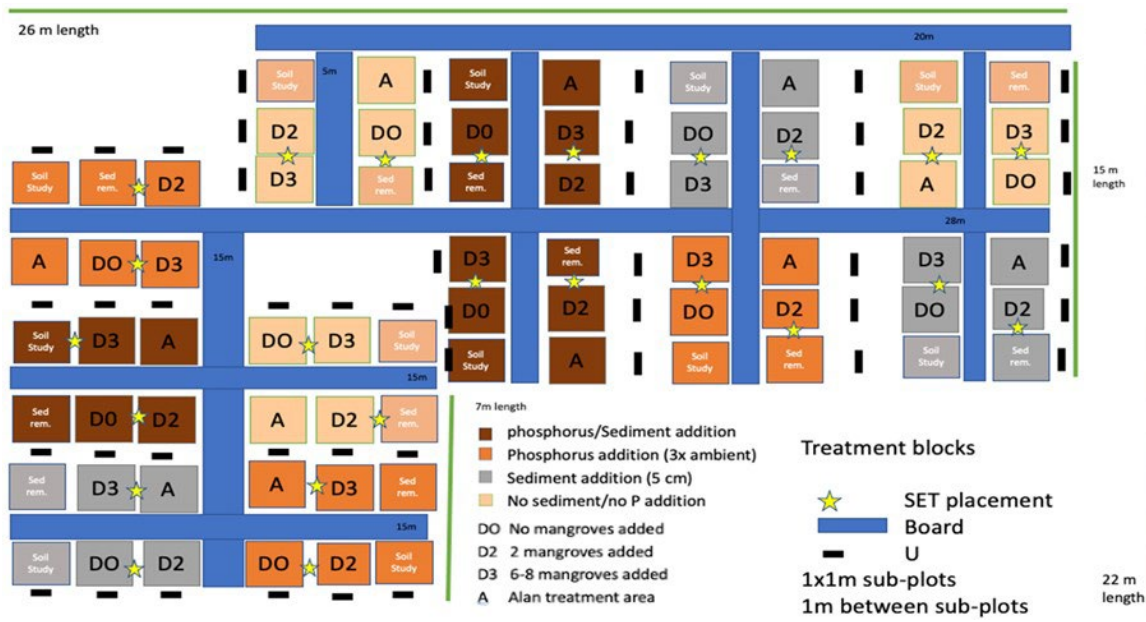 26 m length
20m
Soil Study
5m
A
Soil Study
A
Soil Study
A
Soil Study
Sed rem.
D2
DO
D0
D3
DO
D2
D2
D3
D3
Sed rem.
Sed rem.
D2
D3
Sed rem.
A
DO
15 m
length
Soil Study
Sed rem.
D2
28m
A
DO
D3
15m
D3
Sed rem.
D3
A
D3
A
D0
D2
DO
D2
DO
D2
Soil Study
A
Soil Study
Sed rem.
Soil Study
Sed rem.
Soil Study
D3
A
DO
D3
Soil Study
15m
Sed rem.
D0
D2
A
D2
Sed rem.
Sed rem.
D3
A
A
D3
Sed rem.
15m
Soil Study
DO
D2
DO
D2
Soil Study
7m length
phosphorus/Sediment addition
Phosphorus addition (3x ambient)
Sediment addition (5 cm)
No sediment/no P addition
DO No mangroves added
D2 2 mangroves added
D3 6-8 mangroves added
A Alan treatment area
Treatment blocks
SET placement
Board
U
1x1m sub-plots
1m between sub-plots
22 m
length